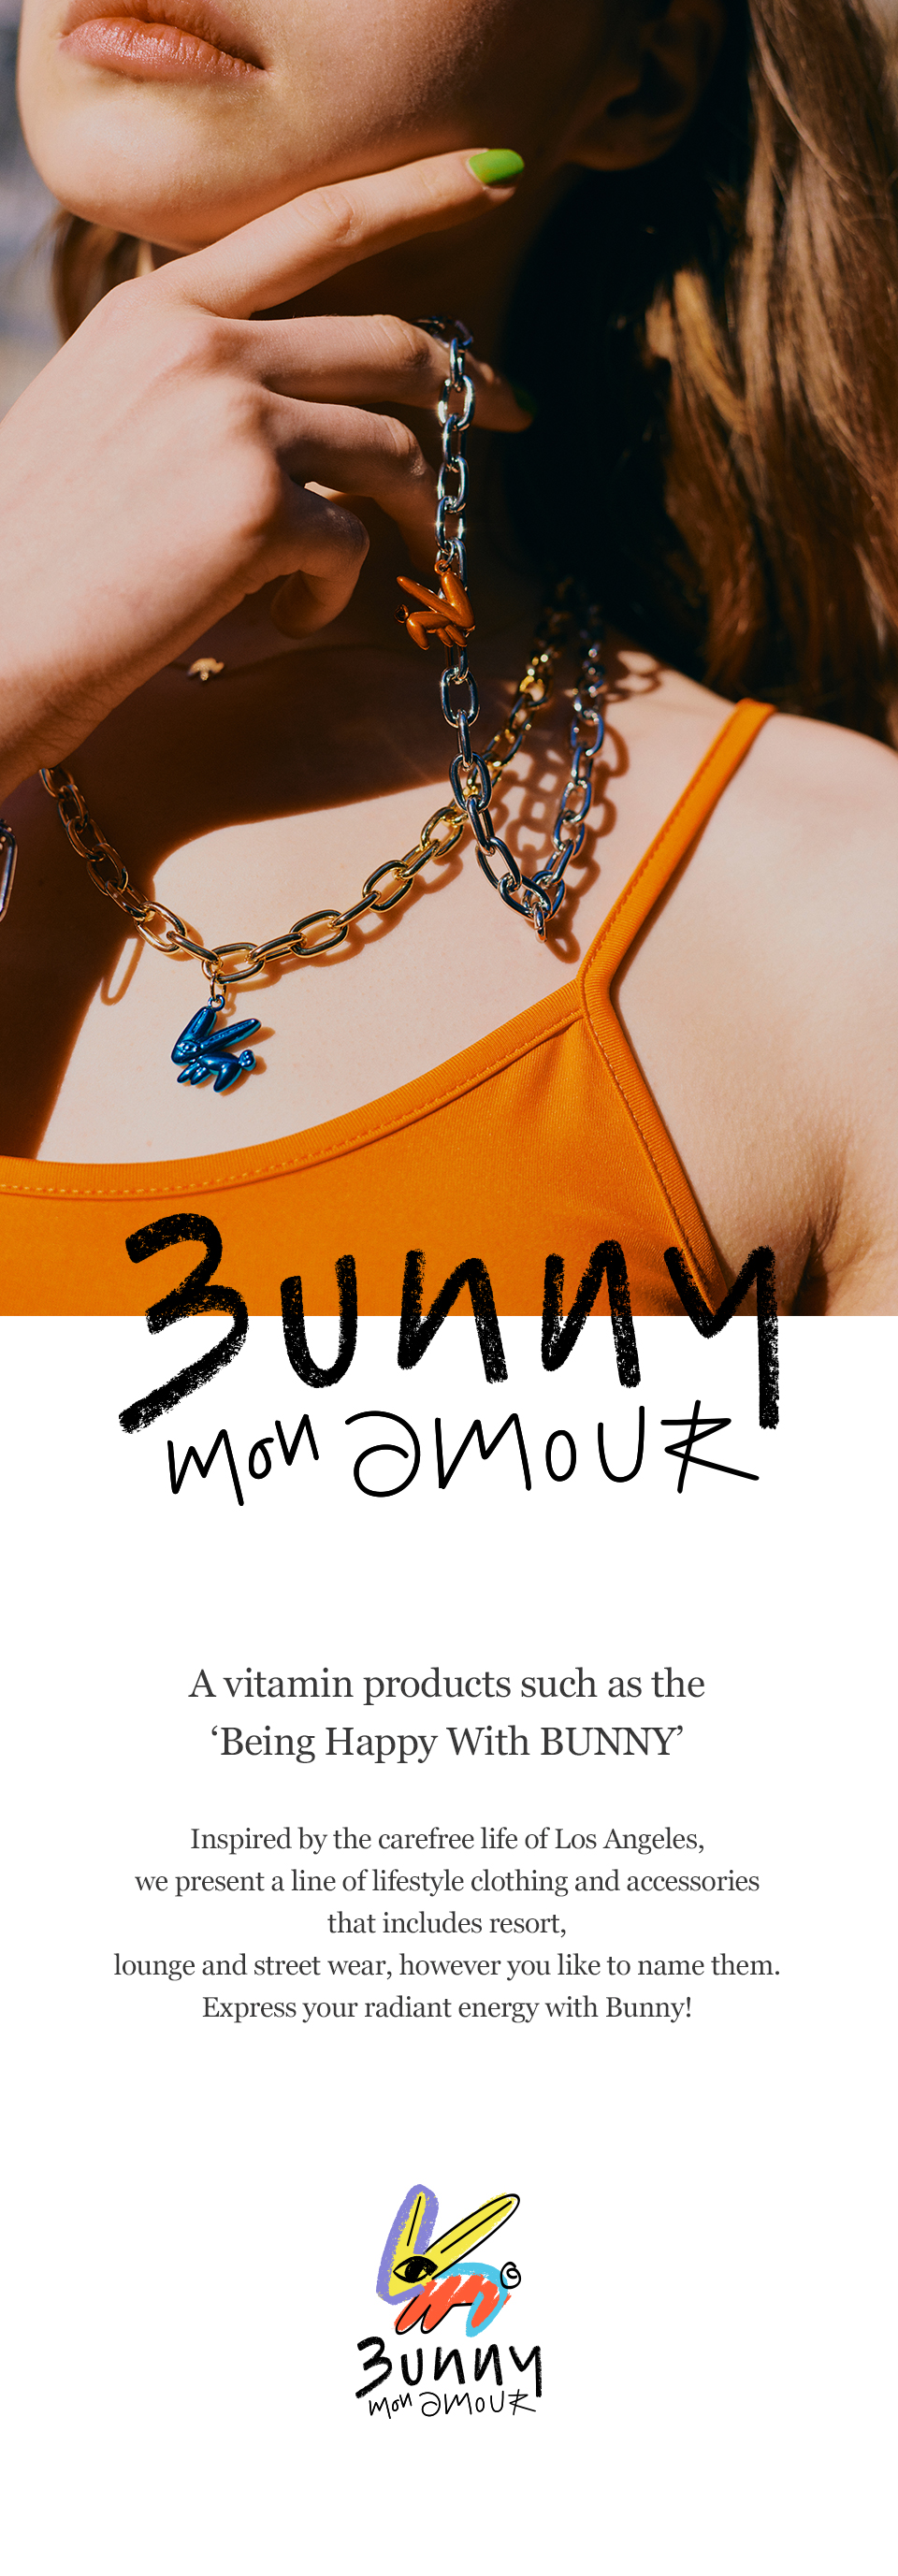 Bunny
mon amouR
A vitamin products such as the
‘Being Happy With BUNNY’
Inspired by the carefree life of Los Angeles,
we present a line of lifestyle clothing and accessories
that includes resort,
lounge and street wear, however you like to name them.
Express your radiant energy with Bunny!
Bunny
mon amouR